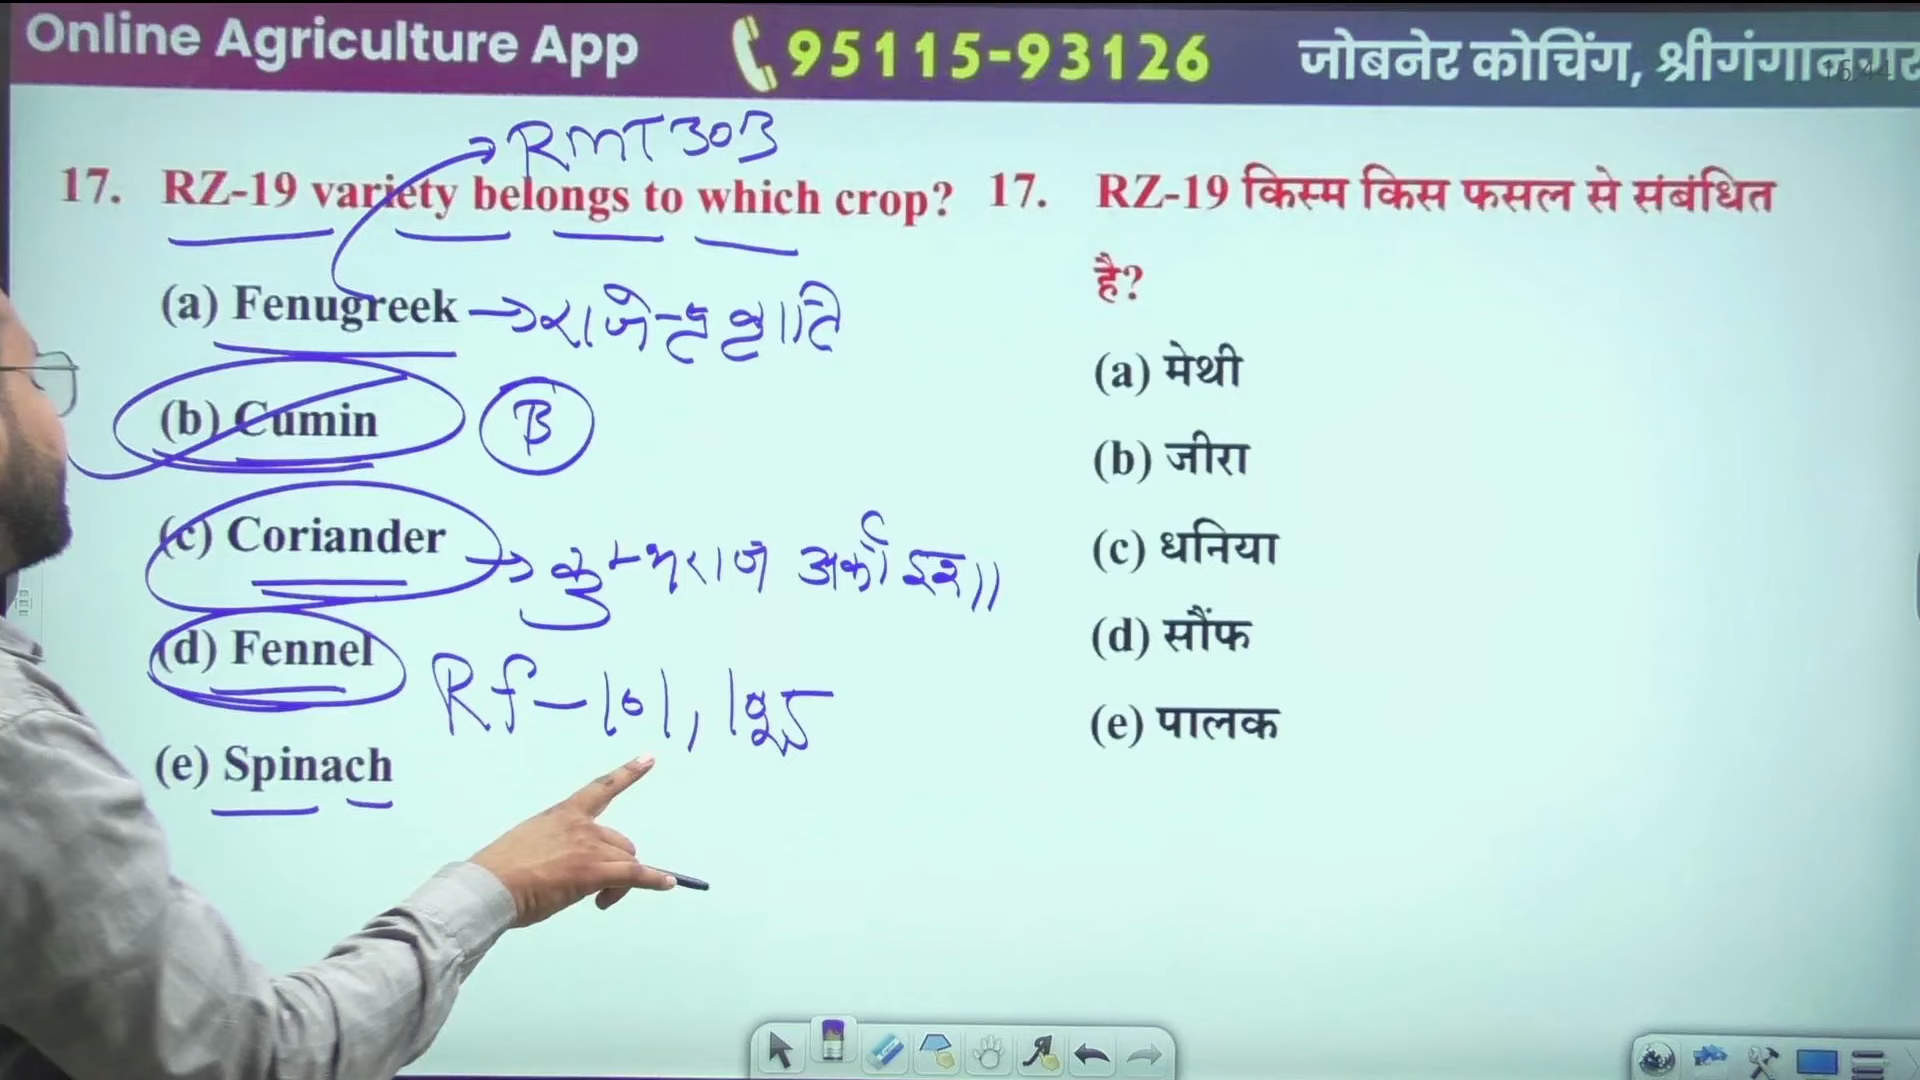 Online Agriculture App 95115-93126 जोबनेर कोचिंग, श्रीगंगानगर
RMT 303
17. RZ-19 variety belongs to which crop?
(a) Fenugreek → राजेन्द्र क्रांति
(b) Cumin B
(c) Coriander → कुम्भराज अर्का इशा
(d) Fennel Rf-101, 125
(e) Spinach
17. RZ-19 किस्म किस फसल से संबंधित
है?
(a) मेथी
(b) जीरा
(c) धनिया
(d) सौंफ
(e) पालक